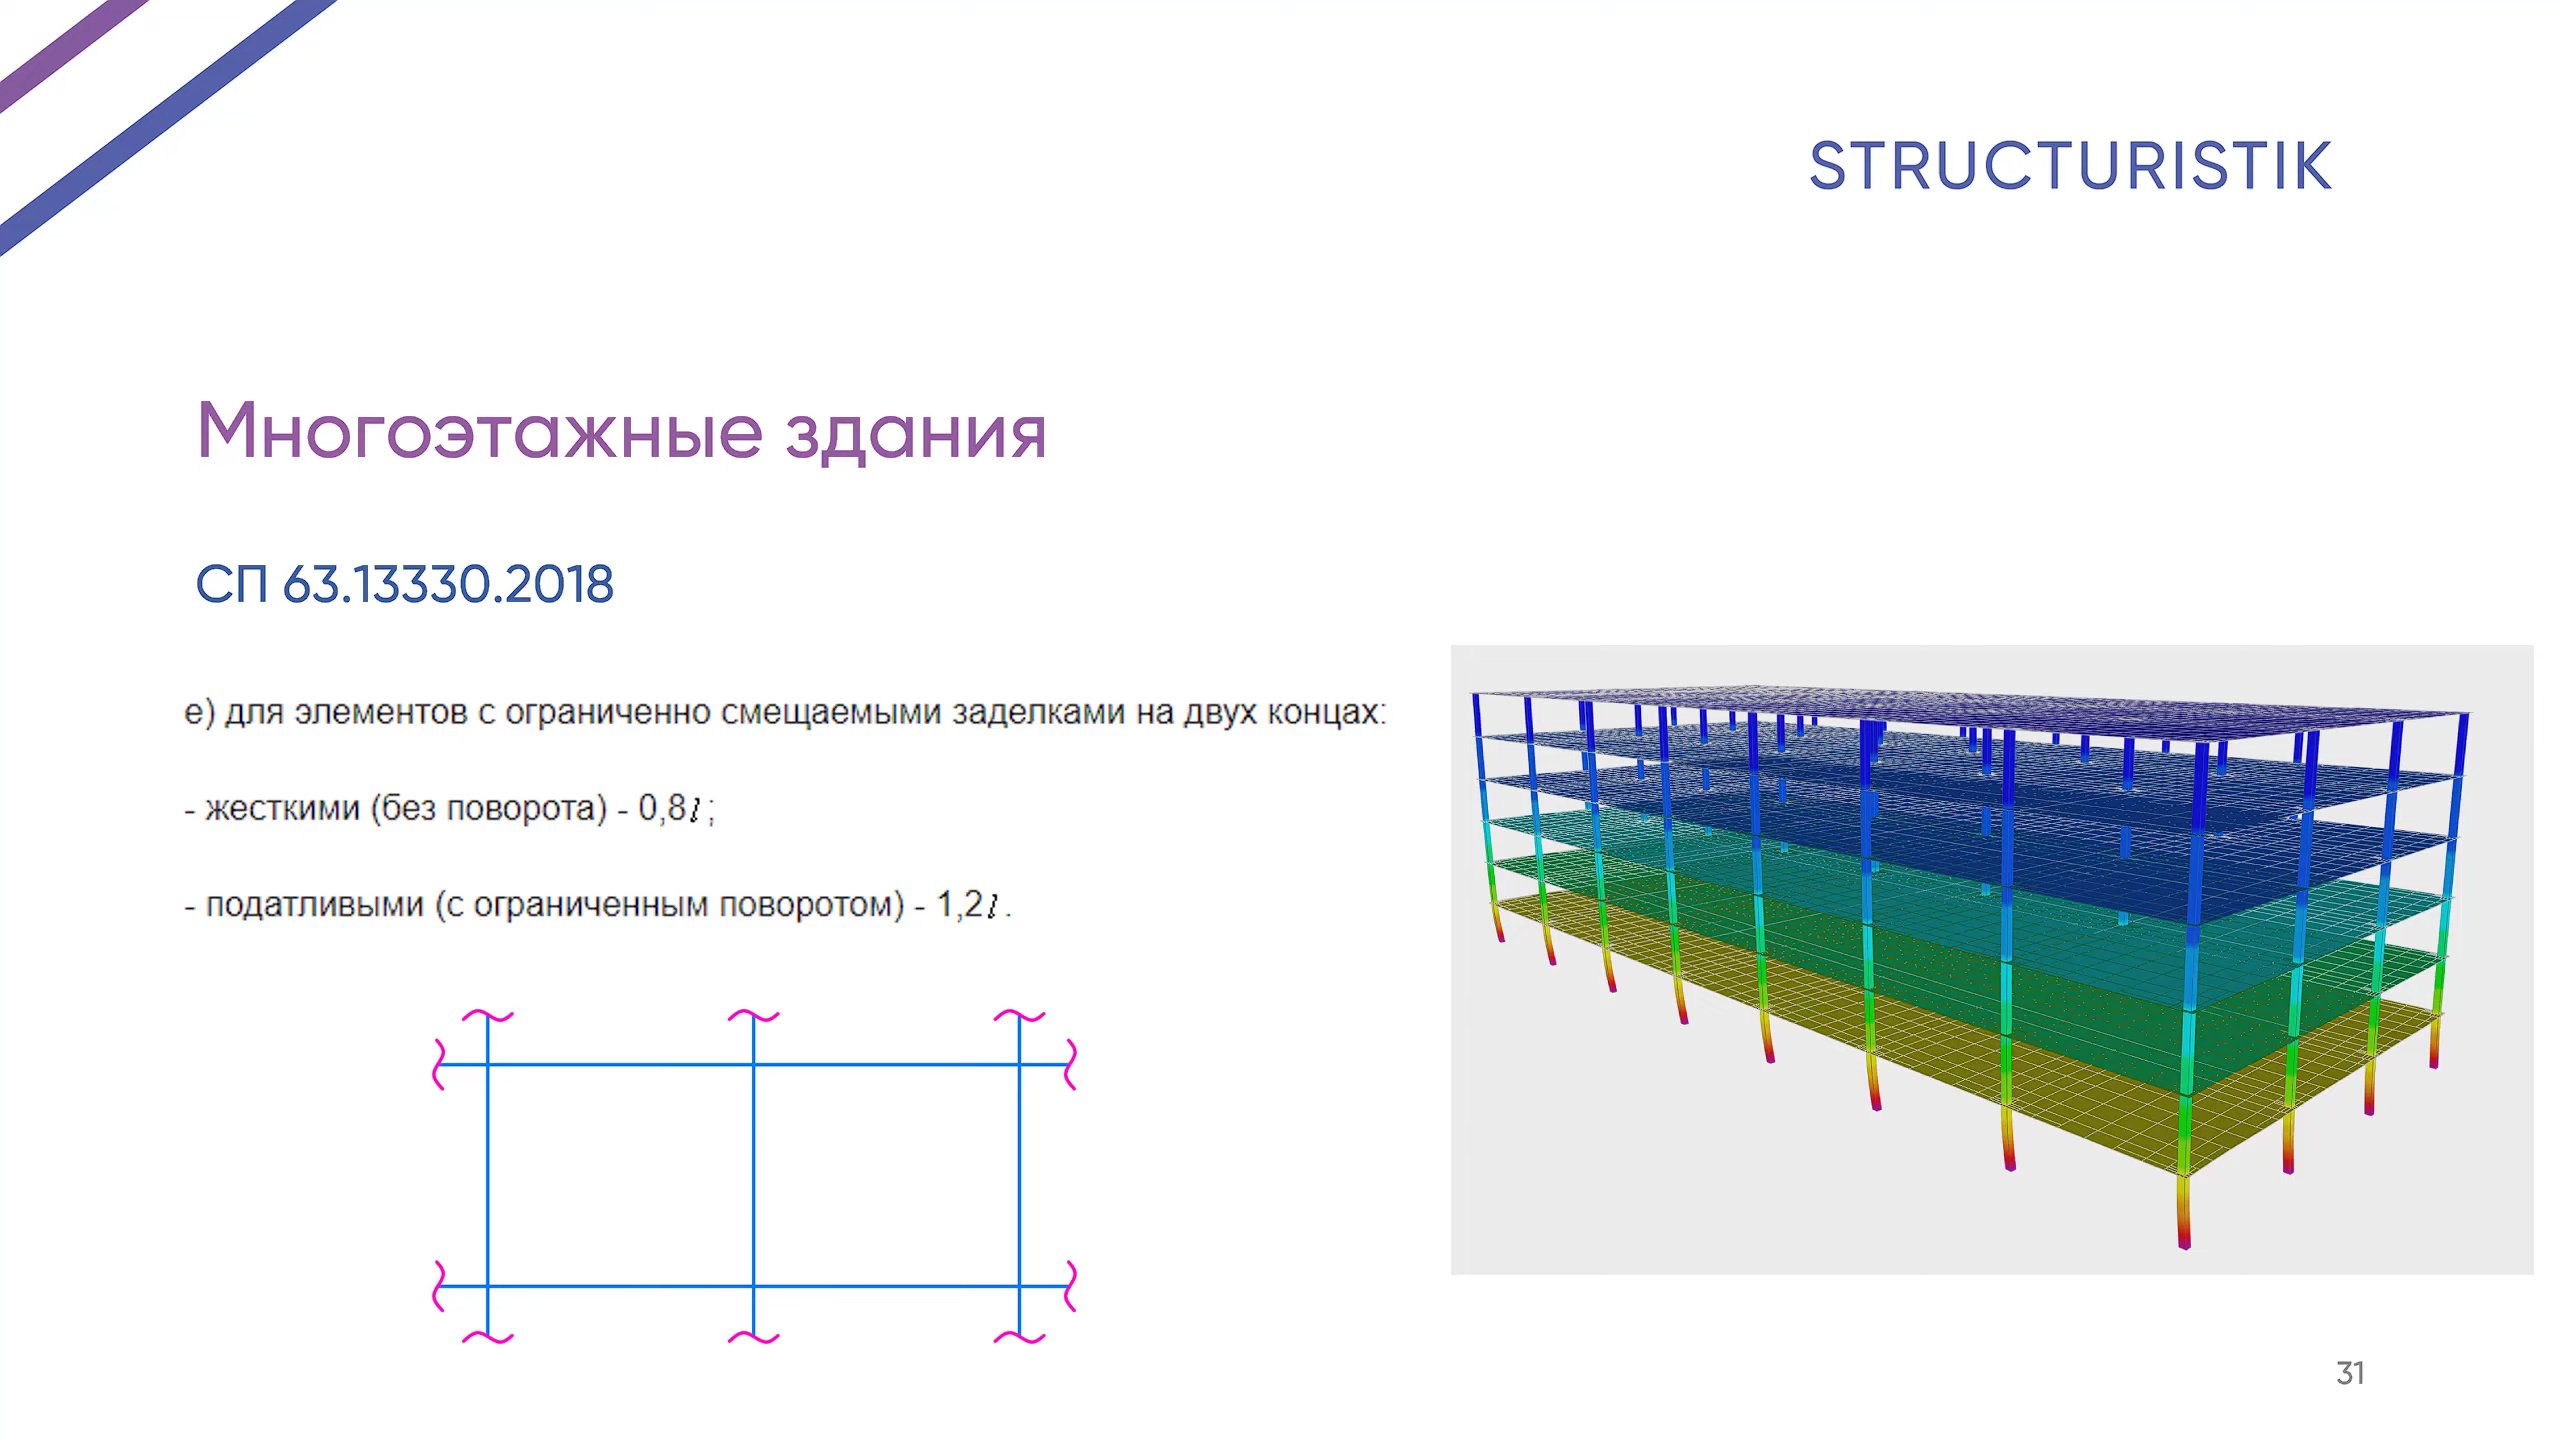 STRUCTURISTIK
Многоэтажные здания
СП 63.13330.2018
е) для элементов с ограниченно смещаемыми заделками на двух концах:
- жесткими (без поворота) - 0,8l ;
- податливыми (с ограниченным поворотом) - 1,2l .
31